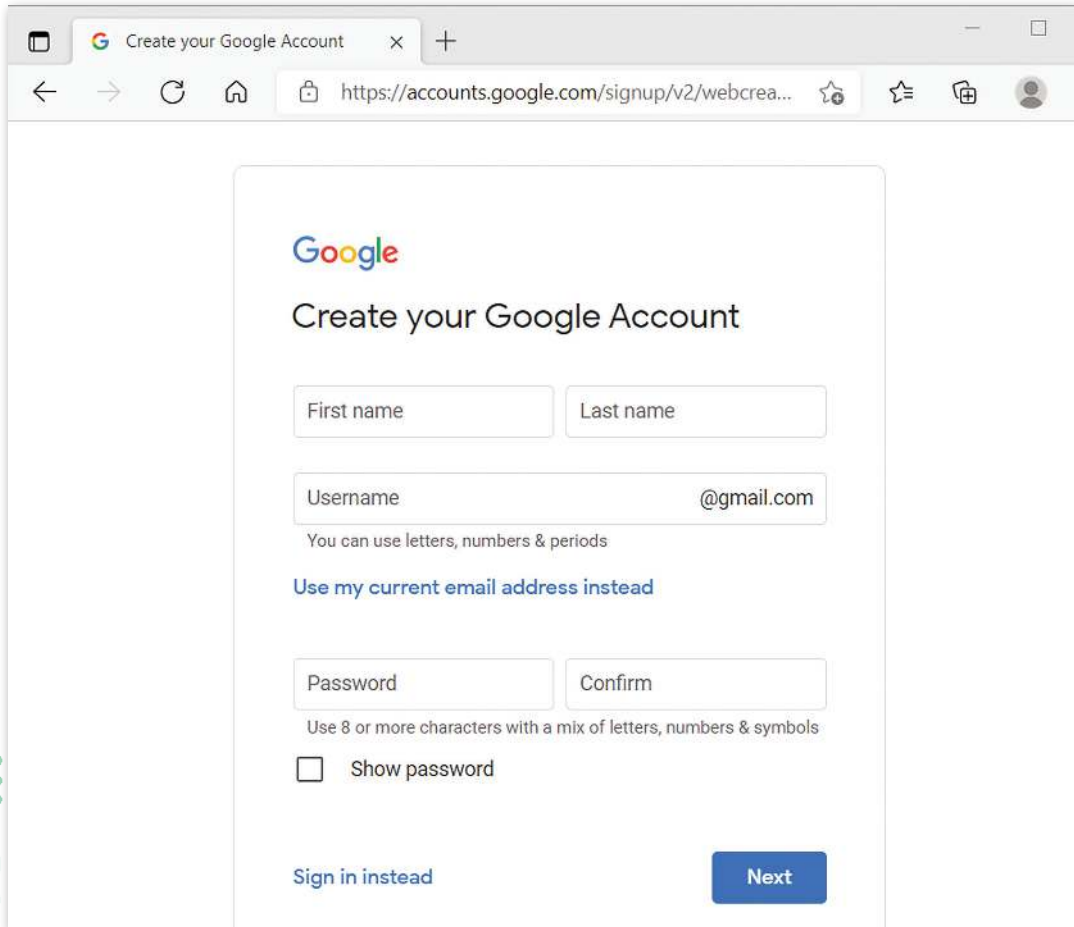 Create your Google Account
https://accounts.google.com/signup/v2/webcrea...
Google
Create your Google Account
First name Last name
Username @gmail.com
You can use letters, numbers & periods
Use my current email address instead
Password Confirm
Use 8 or more characters with a mix of letters, numbers & symbols
Show password
Sign in instead Next